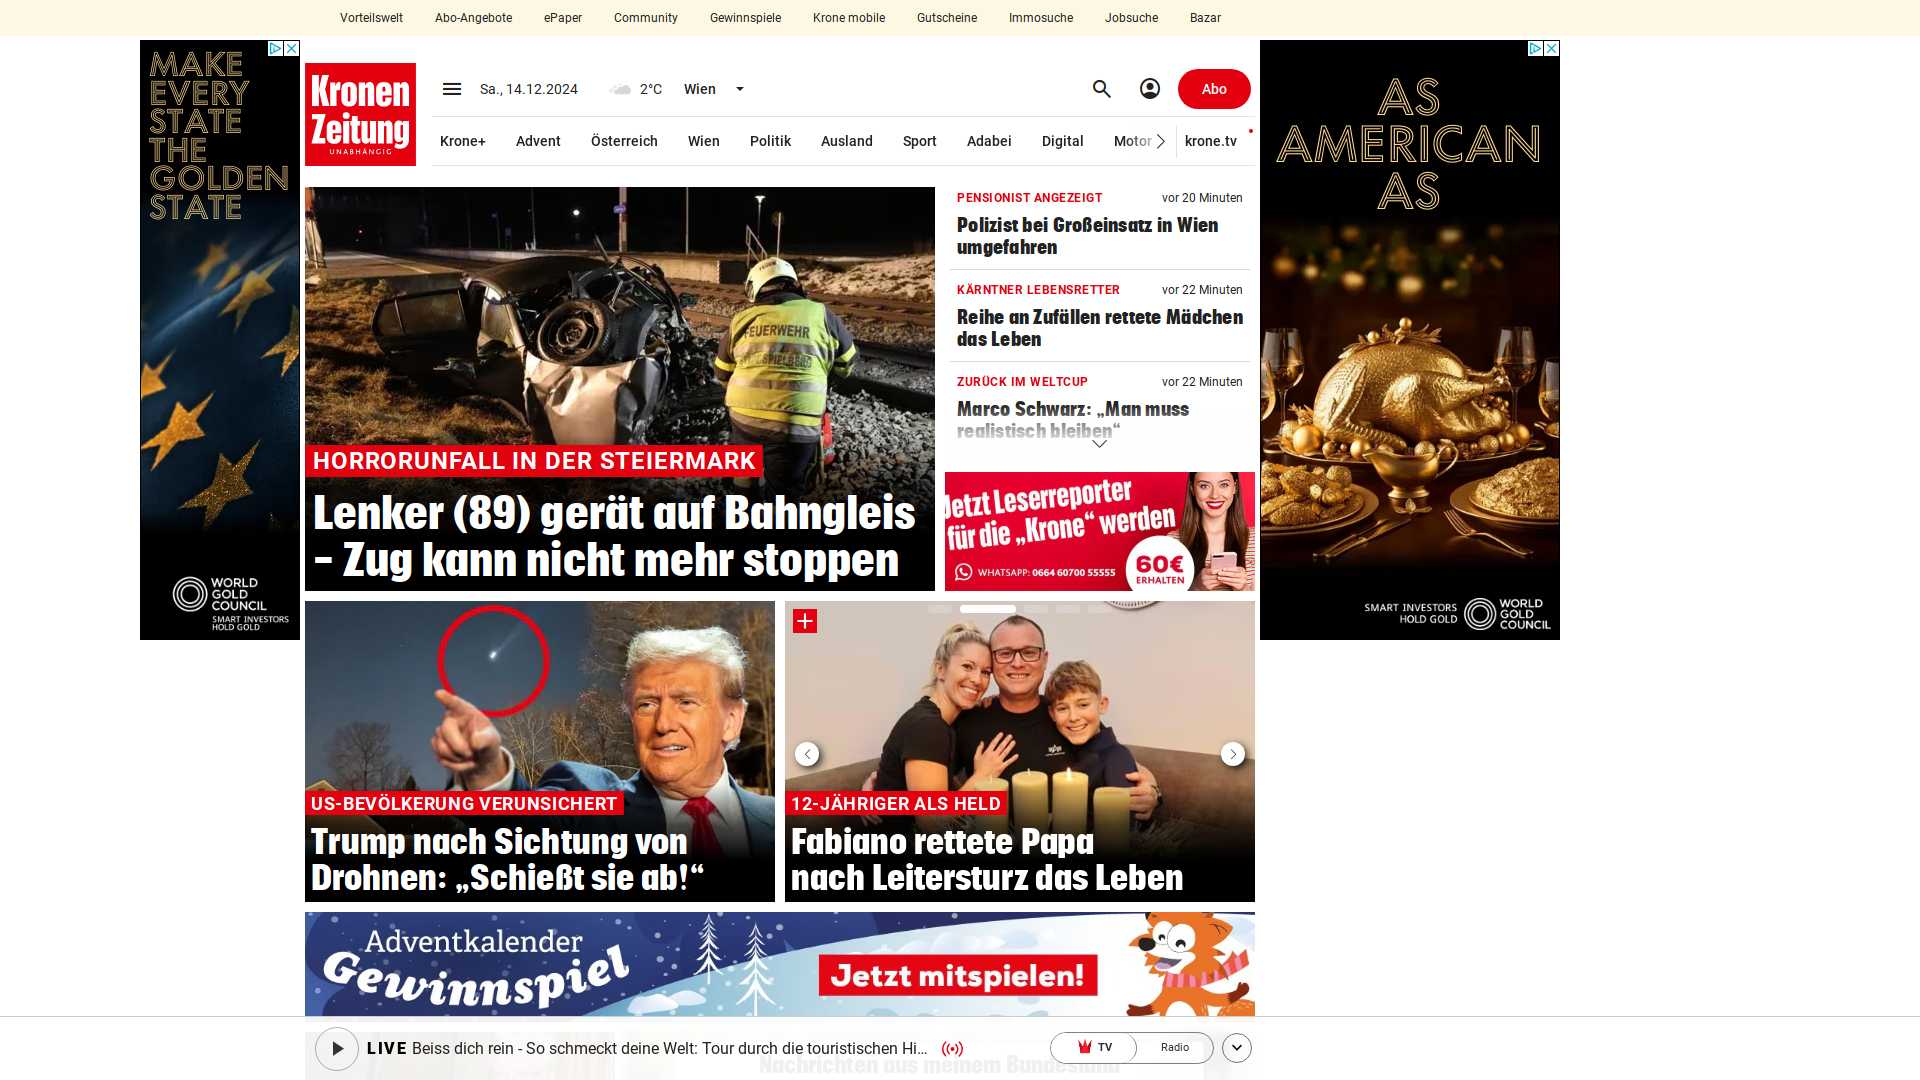 Vorteilswelt Abo-Angebote ePaper Community Gewinnspiele Krone mobile Gutscheine Immosuche Jobsuche Bazar
MAKE
EVERY
STATE
THE
GOLDEN
STATE
WORLD
GOLD
COUNCIL
SMART INVESTORS
HOLD GOLD
Kronen
Zeitung
UNABHÄNGIG
Sa., 14.12.2024 2°C Wien Abo
Krone+ Advent Österreich Wien Politik Ausland Sport Adabei Digital Motor krone.tv
FEUERWEHR
HORRORUNFALL IN DER STEIERMARK
Lenker (89) gerät auf Bahngleis
– Zug kann nicht mehr stoppen
PENSIONIST ANGEZEIGT vor 20 Minuten
Polizist bei Großeinsatz in Wien
umgefahren
KÄRNTNER LEBENSRETTER vor 22 Minuten
Reihe an Zufällen rettete Mädchen
das Leben
ZURÜCK IM WELTCUP vor 22 Minuten
Marco Schwarz: „Man muss
realistisch bleiben“
Jetzt Leserreporter
für die „Krone“ werden
WHATSAPP: 0664 60700 55555
60€
ERHALTEN
US-BEVÖLKERUNG VERUNSICHERT
Trump nach Sichtung von
Drohnen: „Schießt sie ab!“
12-JÄHRIGER ALS HELD
Fabiano rettete Papa
nach Leitersturz das Leben
AS
AMERICAN
AS
SMART INVESTORS
HOLD GOLD
WORLD
GOLD
COUNCIL
Adventkalender
Gewinnspiel
Jetzt mitspielen!
LIVE Beiss dich rein - So schmeckt deine Welt: Tour durch die touristischen Hi… TV Radio
Nachrichten aus meinem Bundesland